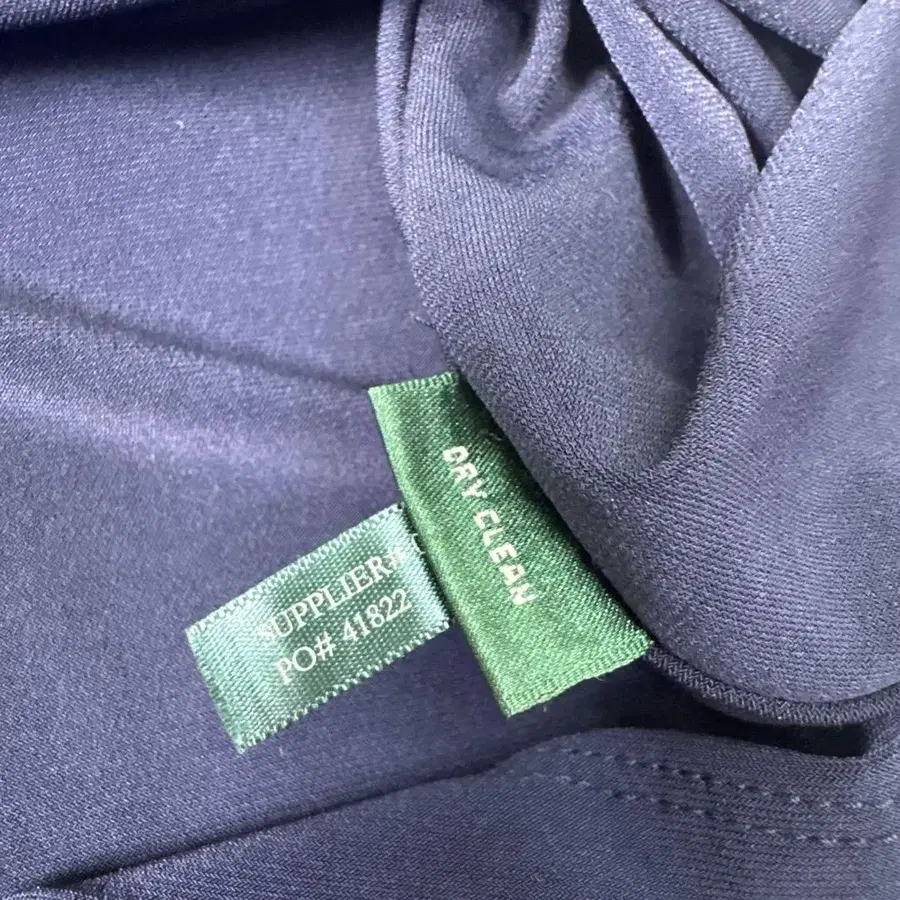 DRY CLEAN
SUPPLIER#
PO# 41822